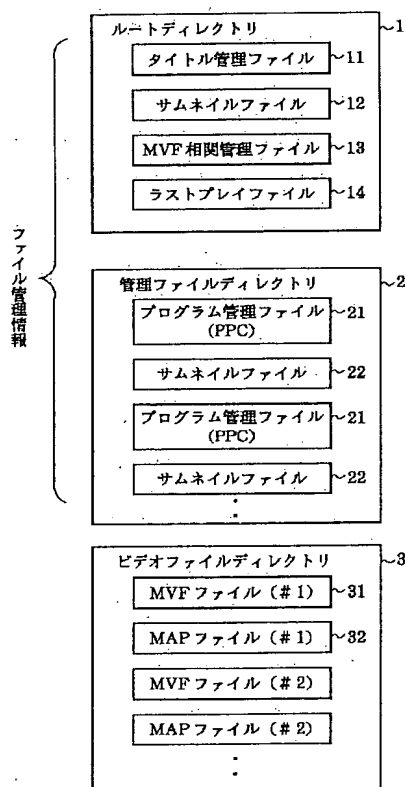 ルートディレクトリ ~1
タイトル管理ファイル ~11
サムネイルファイル ~12
MVF相関管理ファイル ~13
ラストプレイファイル ~14
ファイル管理情報
管理ファイルディレクトリ ~2
プログラム管理ファイル ~21
(PPC)
サムネイルファイル ~22
プログラム管理ファイル ~21
(PPC)
サムネイルファイル ~22
ビデオファイルディレクトリ ~3
MVFファイル(#1) ~31
MAPファイル(#1) ~32
MVFファイル(#2)
MAPファイル(#2)